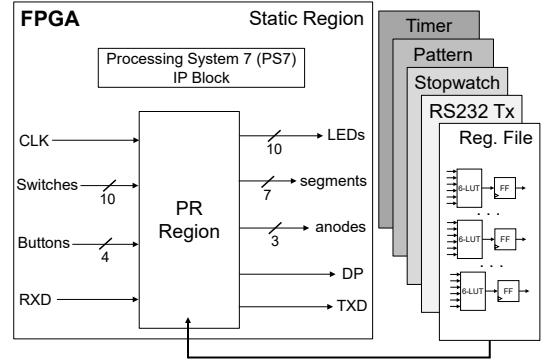 FPGA
Static Region
Processing System 7 (PS7)
IP Block
CLK
Switches
10
Buttons
4
RXD
PR
Region
LEDs
10
segments
7
anodes
3
DP
TXD
Timer
Pattern
Stopwatch
RS232 Tx
Reg. File
6-LUT
FF
. . .
6-LUT
FF
. . .
6-LUT
FF